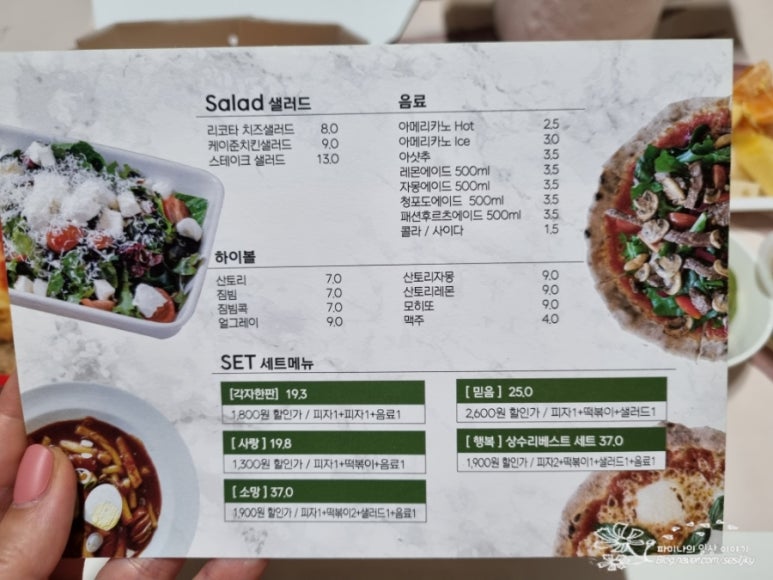 Salad 샐러드
리코타 치즈샐러드 8.0
케이준치킨샐러드 9.0
스테이크 샐러드 13.0
음료
아메리카노 Hot 2.5
아메리카노 Ice 3.0
아샷추 3.5
레몬에이드 500ml 3.5
자몽에이드 500ml 3.5
청포도에이드 500ml 3.5
패션후르츠에이드 500ml 3.5
콜라 / 사이다 1.5
하이볼
산토리 7.0
짐빔 7.0
짐빔콕 7.0
얼그레이 9.0
산토리자몽 9.0
산토리레몬 9.0
모히또 9.0
맥주 4.0
SET 세트메뉴
[각자한판] 19.3
1,800원 할인가 / 피자1+피자1+음료1
[ 사랑 ] 19.8
1,300원 할인가 / 피자1+떡볶이+음료1
[ 소망 ] 37.0
1,900원 할인가 / 피자1+떡볶이2+샐러드1+음료1
[ 믿음 ] 25.0
2,600원 할인가 / 피자1+떡볶이+샐러드1
[ 행복 ] 상수리베스트 세트 37.0
1,900원 할인가 / 피자2+떡볶이1+샐러드1+음료1
파이나의 일상 이야기